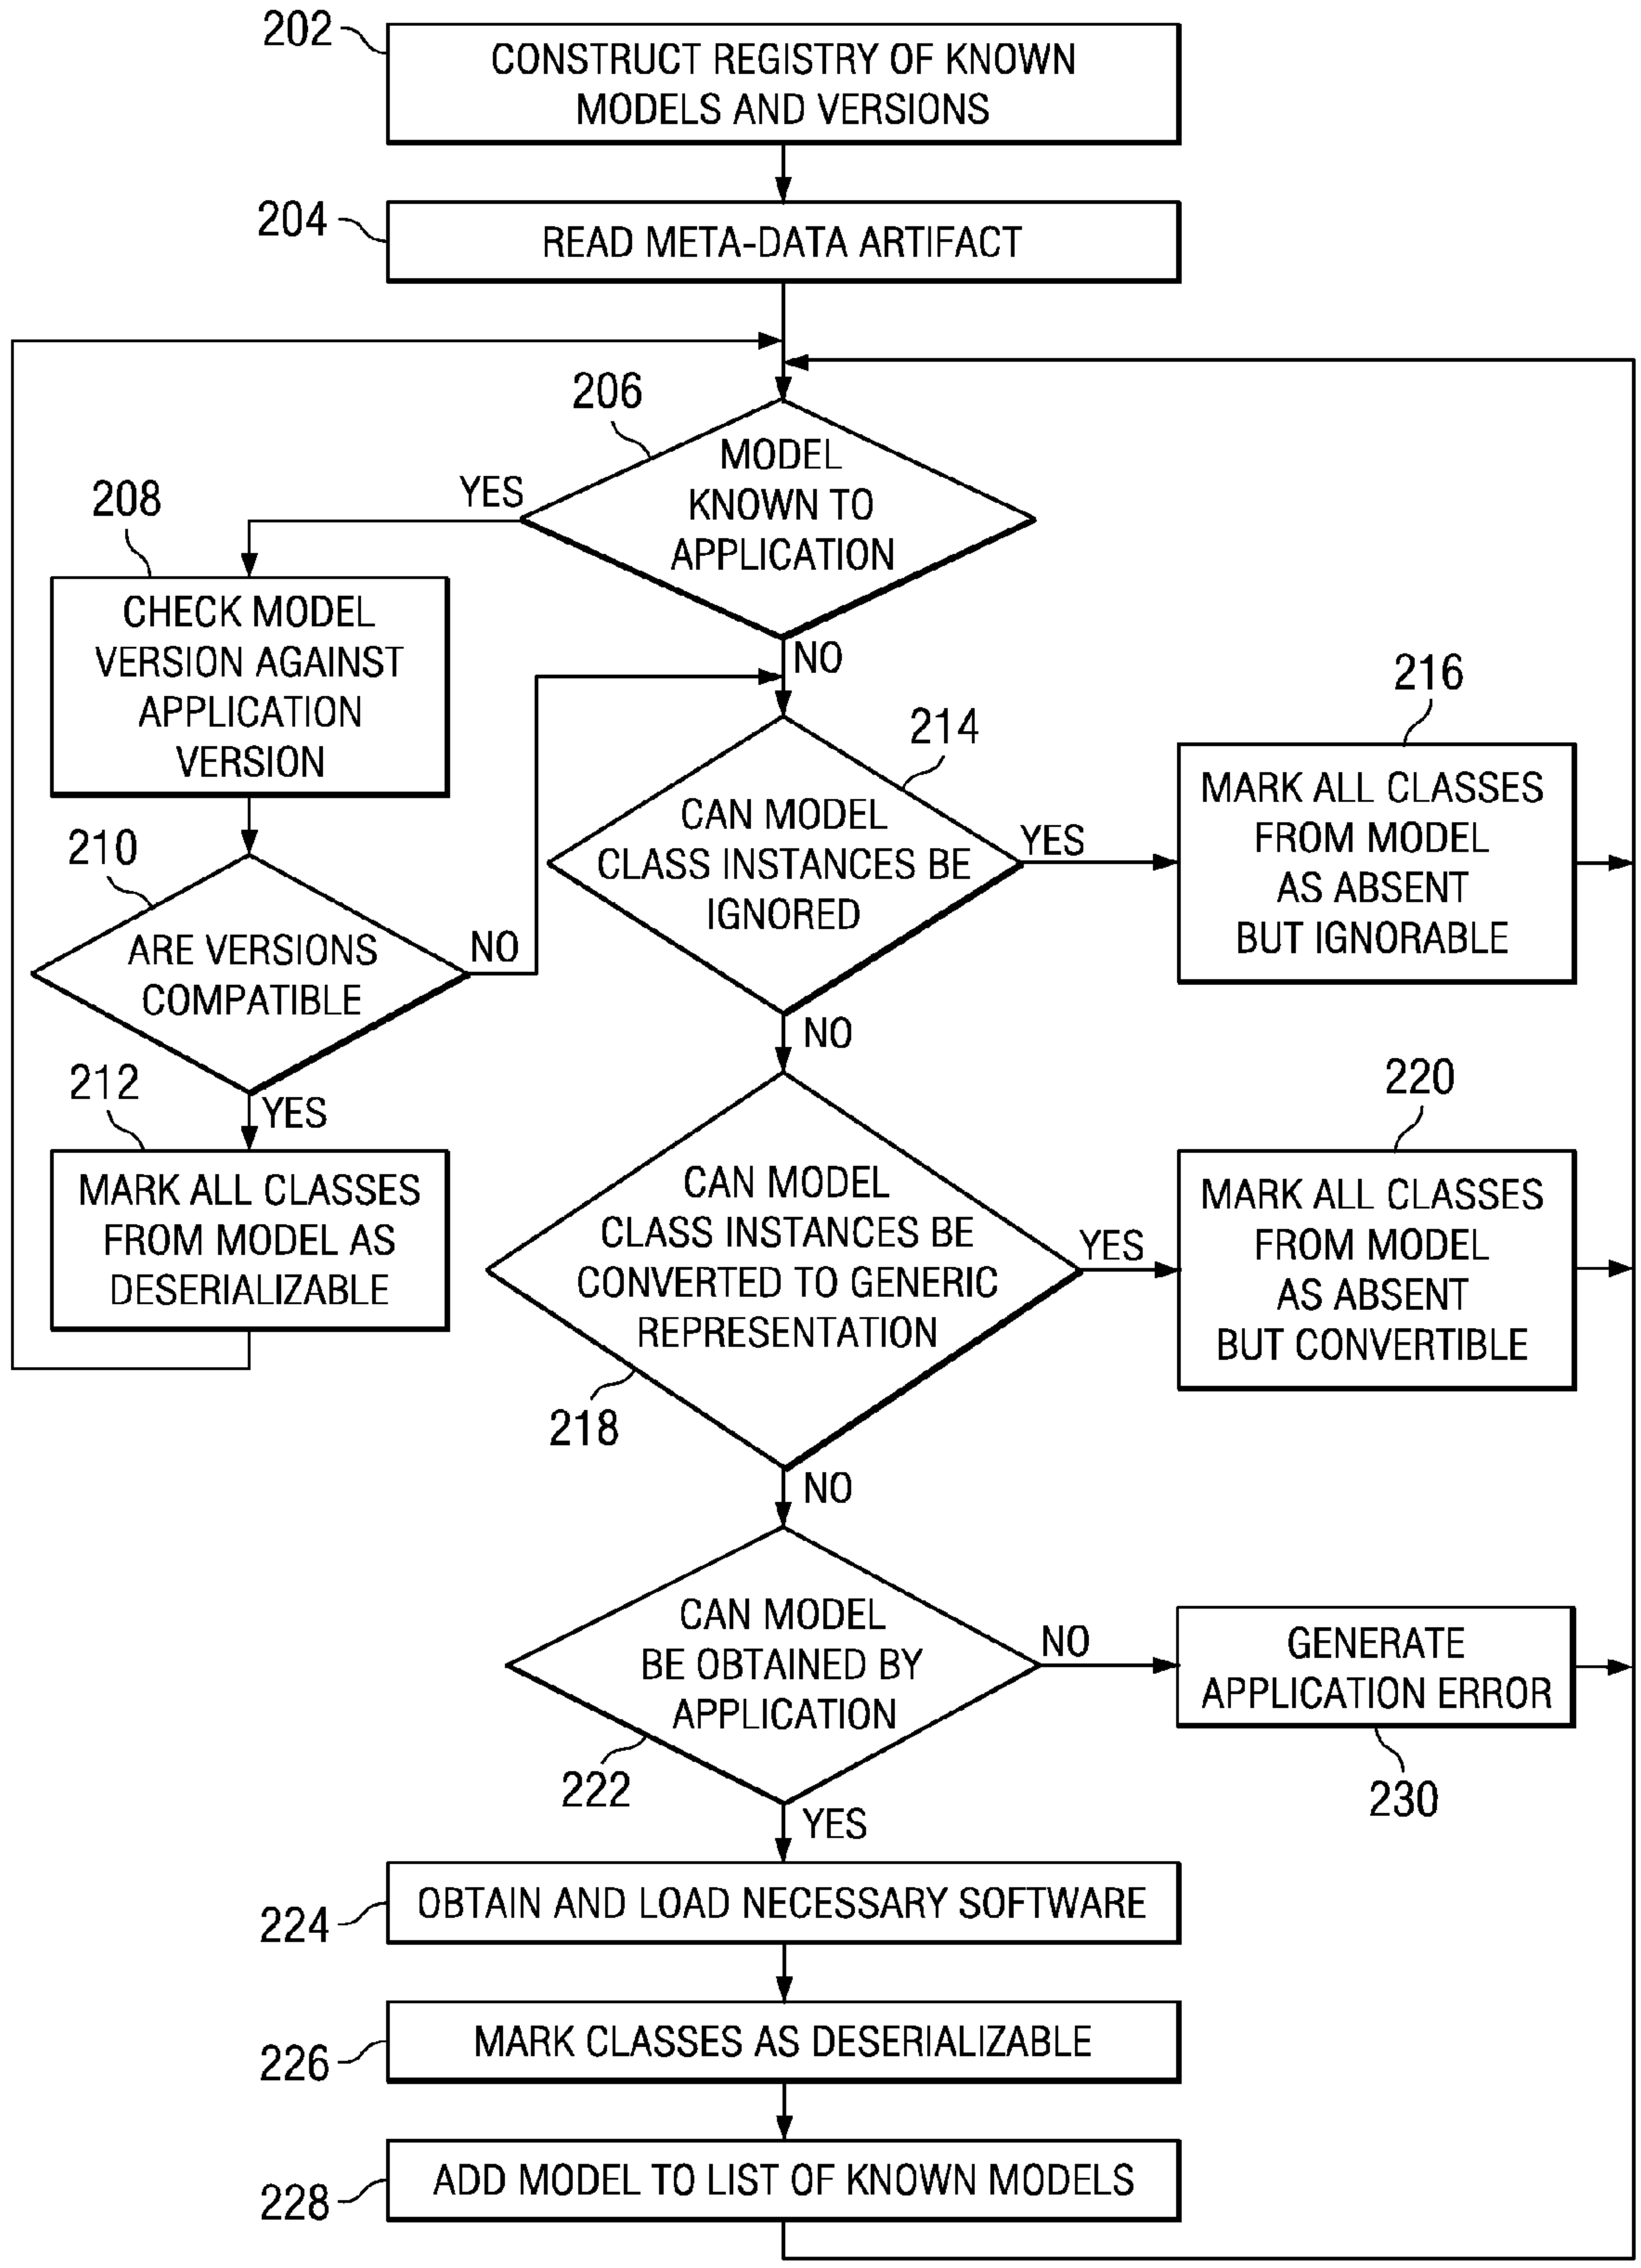 202
CONSTRUCT REGISTRY OF KNOWN
MODELS AND VERSIONS
204
READ META-DATA ARTIFACT
206
MODEL
KNOWN TO
APPLICATION
YES
NO
208
CHECK MODEL
VERSION AGAINST
APPLICATION
VERSION
210
ARE VERSIONS
COMPATIBLE
NO
YES
212
MARK ALL CLASSES
FROM MODEL AS
DESERIALIZABLE
214
CAN MODEL
CLASS INSTANCES BE
IGNORED
YES
NO
216
MARK ALL CLASSES
FROM MODEL
AS ABSENT
BUT IGNORABLE
218
CAN MODEL
CLASS INSTANCES BE
CONVERTED TO GENERIC
REPRESENTATION
YES
NO
220
MARK ALL CLASSES
FROM MODEL
AS ABSENT
BUT CONVERTIBLE
222
CAN MODEL
BE OBTAINED BY
APPLICATION
NO
YES
GENERATE
APPLICATION ERROR
230
224
OBTAIN AND LOAD NECESSARY SOFTWARE
226
MARK CLASSES AS DESERIALIZABLE
228
ADD MODEL TO LIST OF KNOWN MODELS